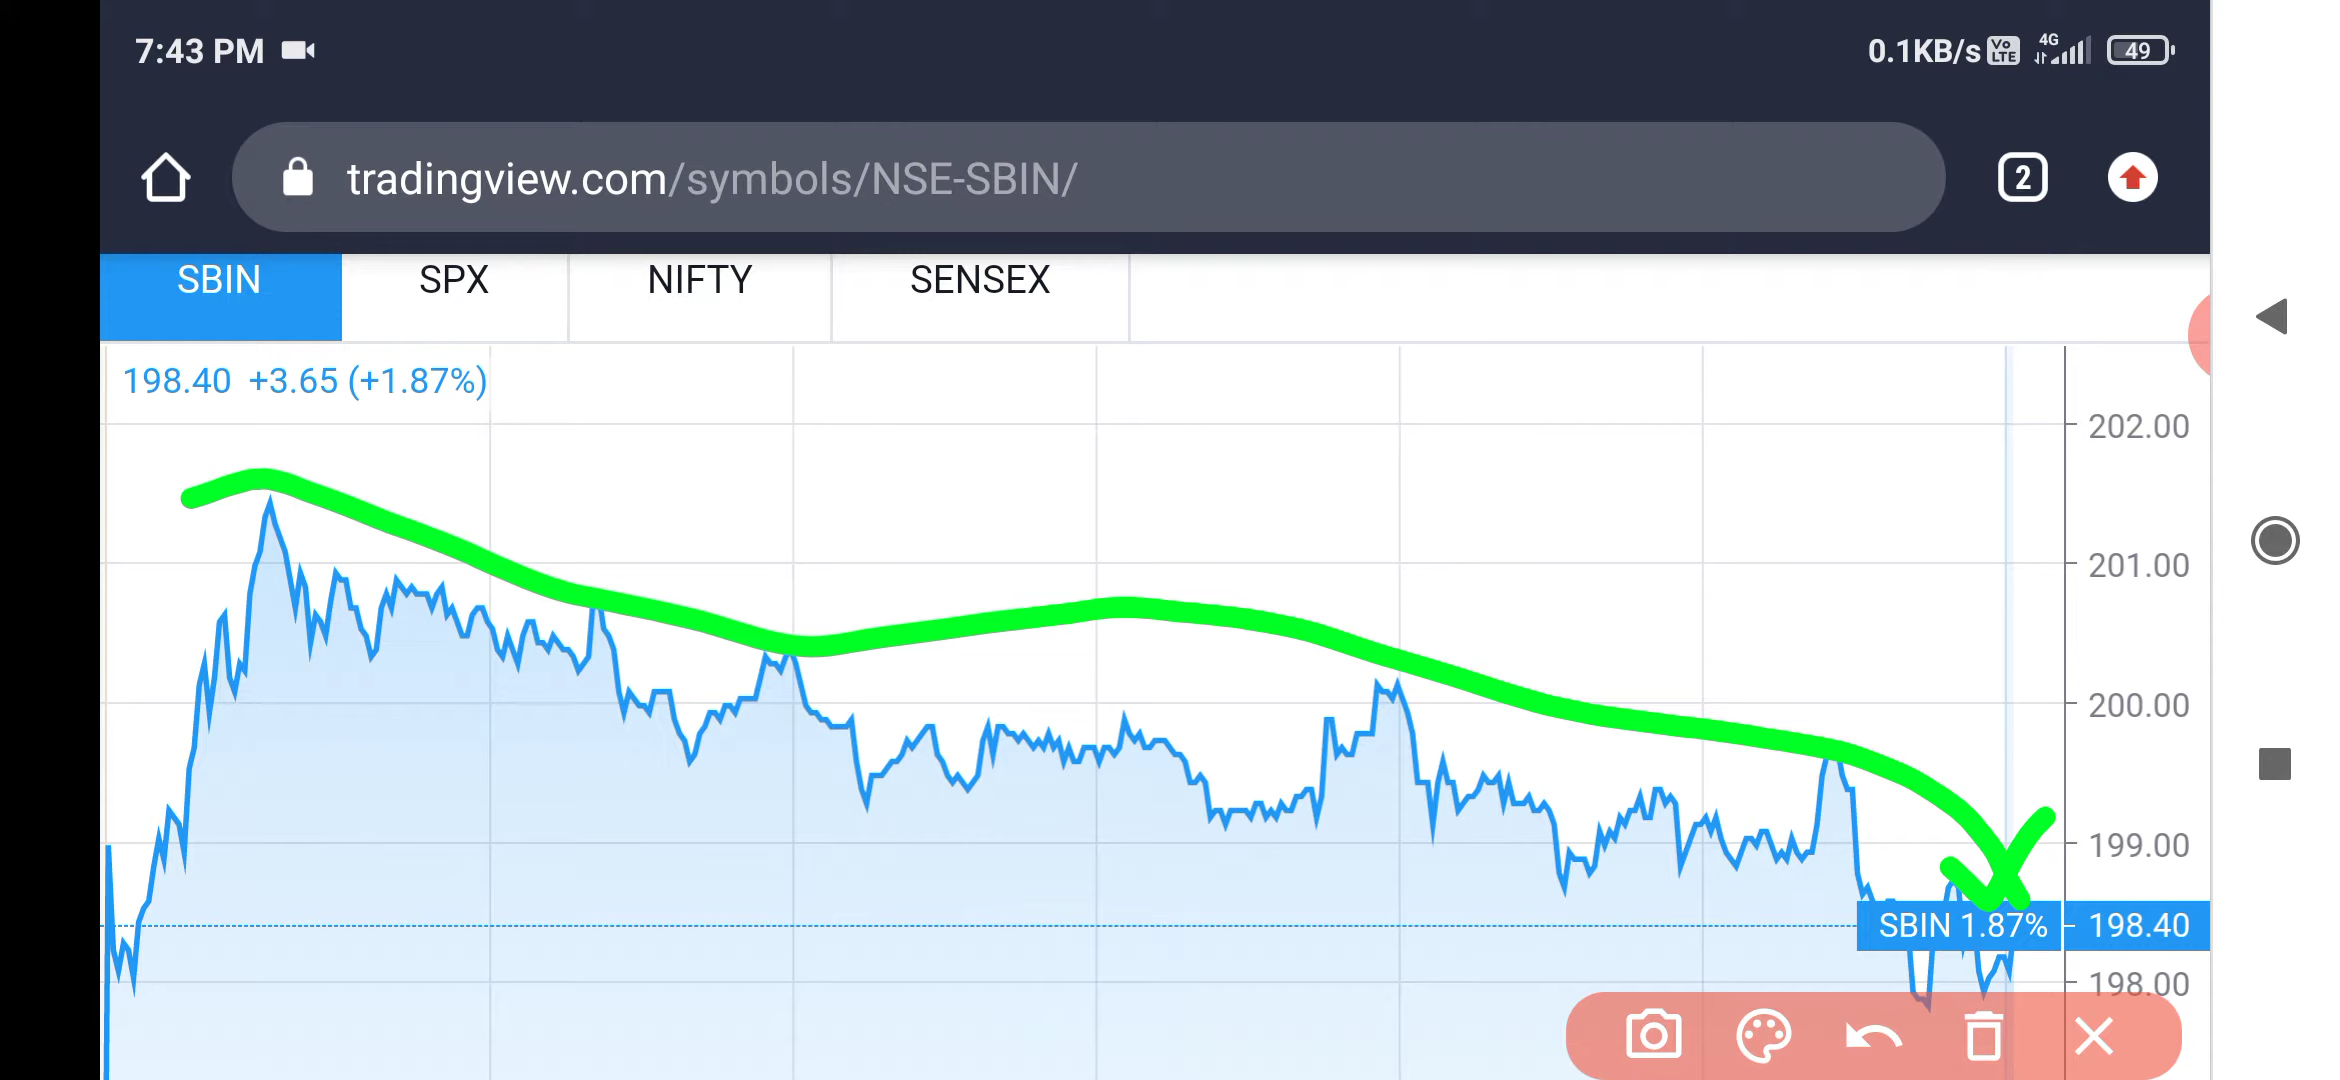 7:43 PM
0.1KB/s Vo LTE 4G 49
tradingview.com/symbols/NSE-SBIN/
2
SBIN SPX NIFTY SENSEX
198.40 +3.65 (+1.87%)
202.00
201.00
200.00
199.00
SBIN 1.87% 198.40
198.00